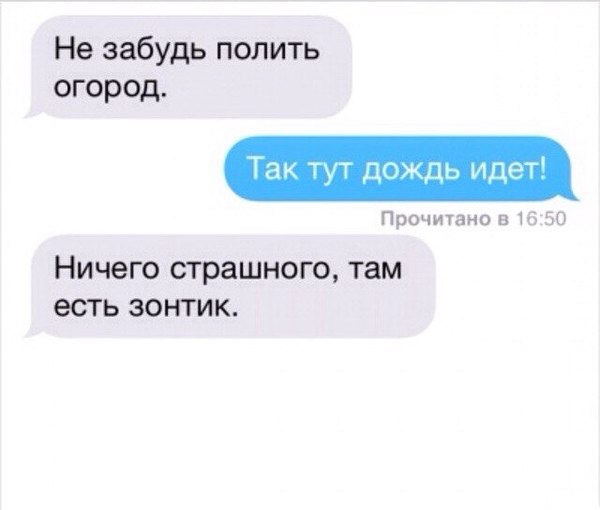 Не забудь полить
огород.
Так тут дождь идет!
Прочитано в 16:50
Ничего страшного, там
есть зонтик.